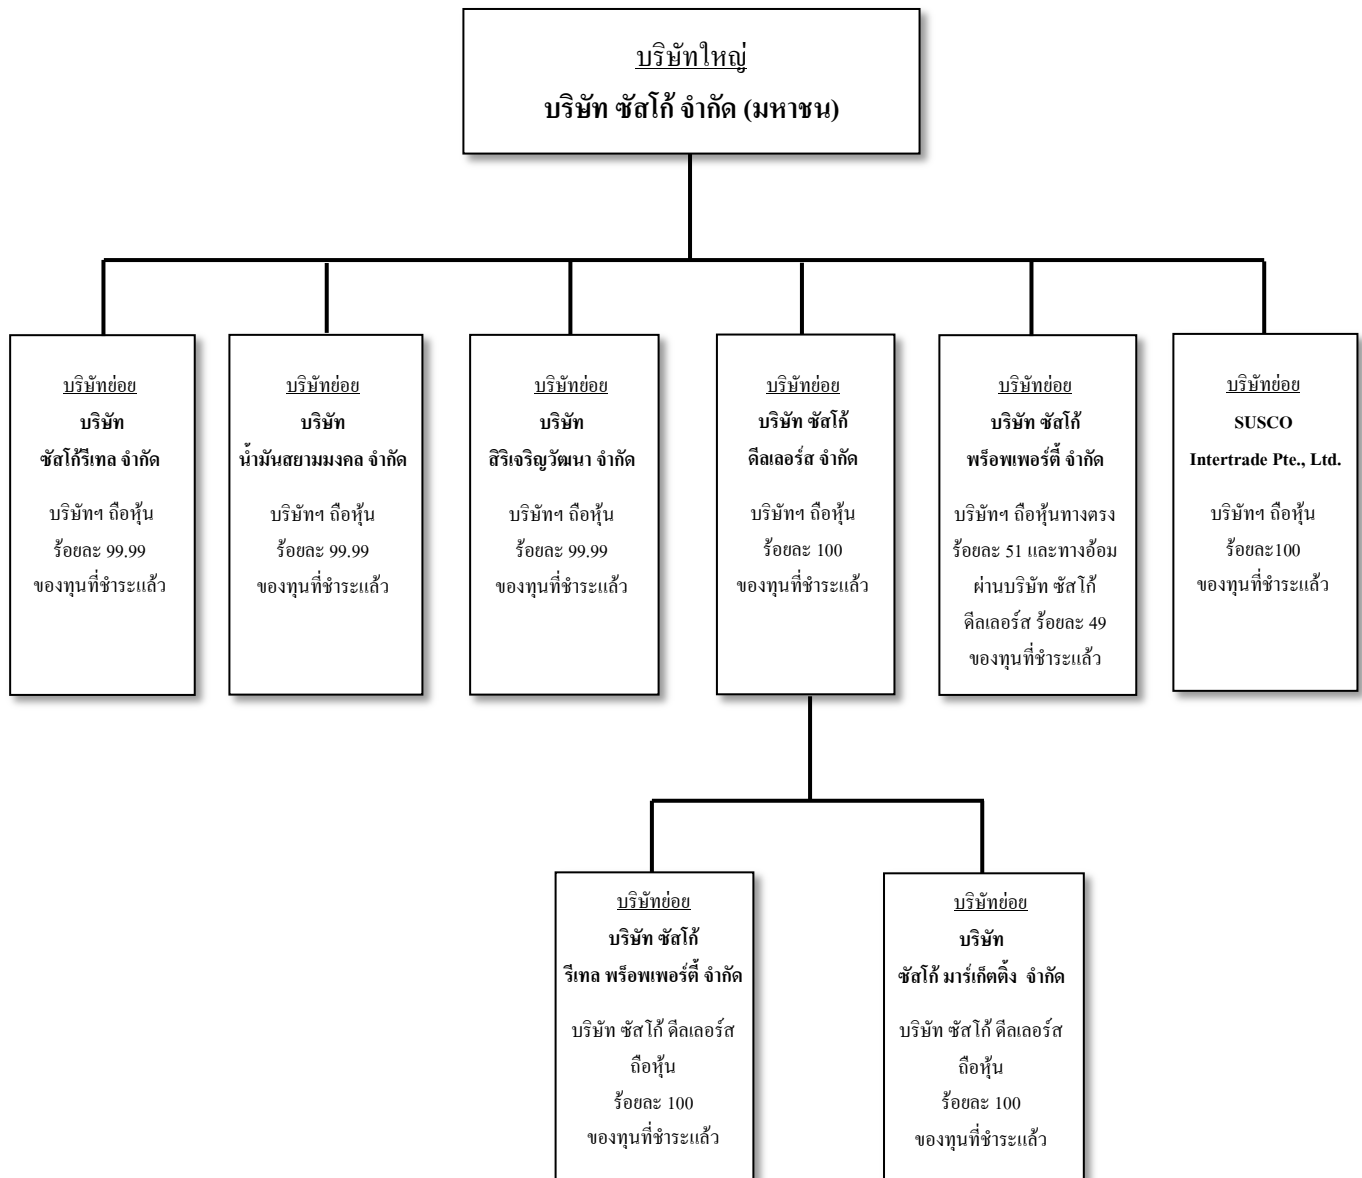 บริษัทใหญ่
บริษัท ซัสโก้ จำกัด (มหาชน)
บริษัทย่อย
บริษัท
ซัสโก้รีเทล จำกัด
บริษัทฯ ถือหุ้น
ร้อยละ 99.99
ของทุนที่ชำระแล้ว
บริษัทย่อย
บริษัท
น้ำมันสยามมงคล จำกัด
บริษัทฯ ถือหุ้น
ร้อยละ 99.99
ของทุนที่ชำระแล้ว
บริษัทย่อย
บริษัท
สิริเจริญวัฒนา จำกัด
บริษัทฯ ถือหุ้น
ร้อยละ 99.99
ของทุนที่ชำระแล้ว
บริษัทย่อย
บริษัท ซัสโก้
ดีลเลอร์ส จำกัด
บริษัทฯ ถือหุ้น
ร้อยละ 100
ของทุนที่ชำระแล้ว
บริษัทย่อย
บริษัท ซัสโก้
พร็อพเพอร์ตี้ จำกัด
บริษัทฯ ถือหุ้นทางตรง
ร้อยละ 51 และทางอ้อม
ผ่านบริษัท ซัสโก้
ดีลเลอร์ส ร้อยละ 49
ของทุนที่ชำระแล้ว
บริษัทย่อย
SUSCO
Intertrade Pte., Ltd.
บริษัทฯ ถือหุ้น
ร้อยละ100
ของทุนที่ชำระแล้ว
บริษัทย่อย
บริษัท ซัสโก้
รีเทล พร็อพเพอร์ตี้ จำกัด
บริษัท ซัสโก้ ดีลเลอร์ส
ถือหุ้น
ร้อยละ 100
ของทุนที่ชำระแล้ว
บริษัทย่อย
บริษัท
ซัสโก้ มาร์เก็ตติ้ง จำกัด
บริษัท ซัสโก้ ดีลเลอร์ส
ถือหุ้น
ร้อยละ 100
ของทุนที่ชำระแล้ว